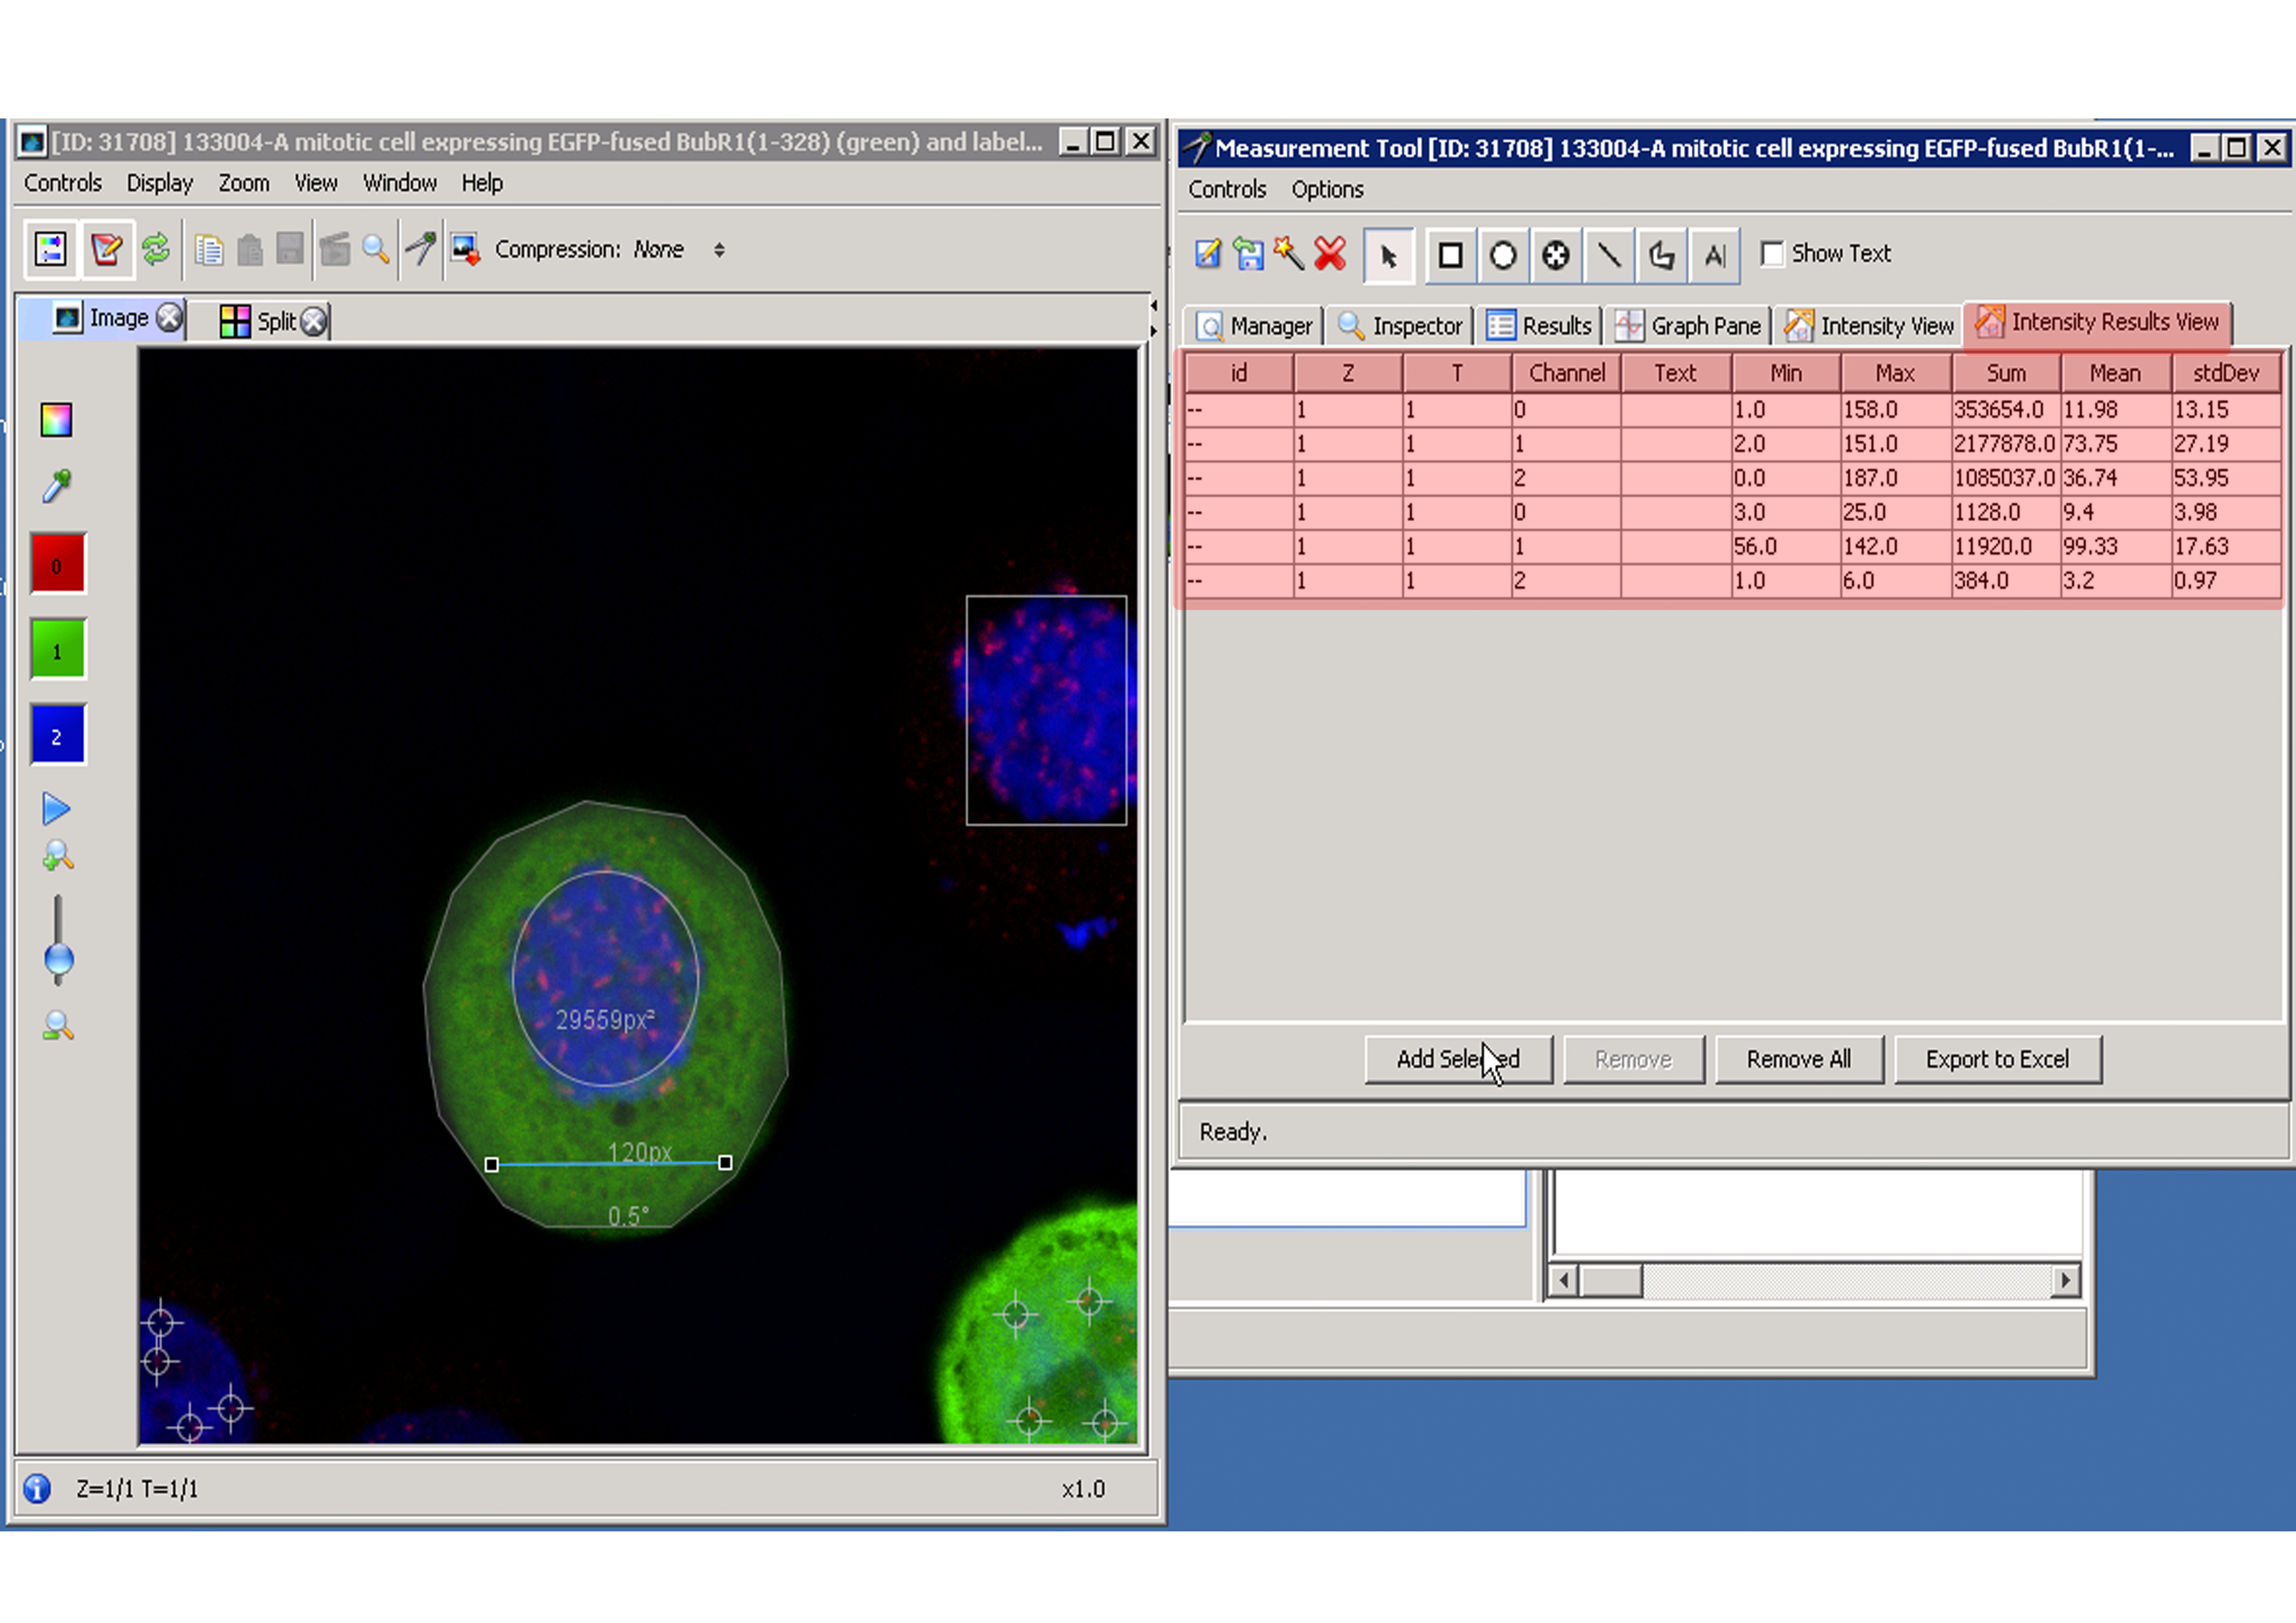 [ID: 31708] 133004-A mitotic cell expressing EGFP-fused BubR1(1-328) (green) and label...
Controls Display Zoom View Window Help
Compression: None
Image Split
0
1
2
29559px²
120px
0.5°
Z=1/1 T=1/1 x1.0
Measurement Tool [ID: 31708] 133004-A mitotic cell expressing EGFP-fused BubR1(1-...
Controls Options
Show Text
Manager Inspector Results Graph Pane Intensity View Intensity Results View
id Z T Channel Text Min Max Sum Mean stdDev
-- 1 1 0 1.0 158.0 353654.0 11.98 13.15
-- 1 1 1 2.0 151.0 2177878.0 73.75 27.19
-- 1 1 2 0.0 187.0 1085037.0 36.74 53.95
-- 1 1 0 3.0 25.0 1128.0 9.4 3.98
-- 1 1 1 56.0 142.0 11920.0 99.33 17.63
-- 1 1 2 1.0 6.0 384.0 3.2 0.97
Add Selected Remove Remove All Export to Excel
Ready.